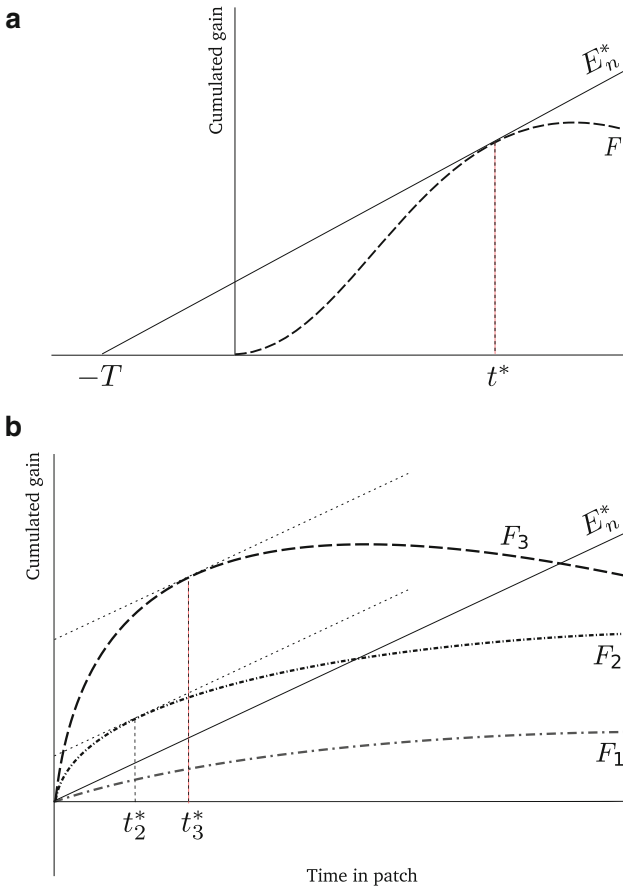 a
Cumulated gain
E*n
F
−T
t*
b
Cumulated gain
E*n
F3
F2
F1
t*2
t*3
Time in patch